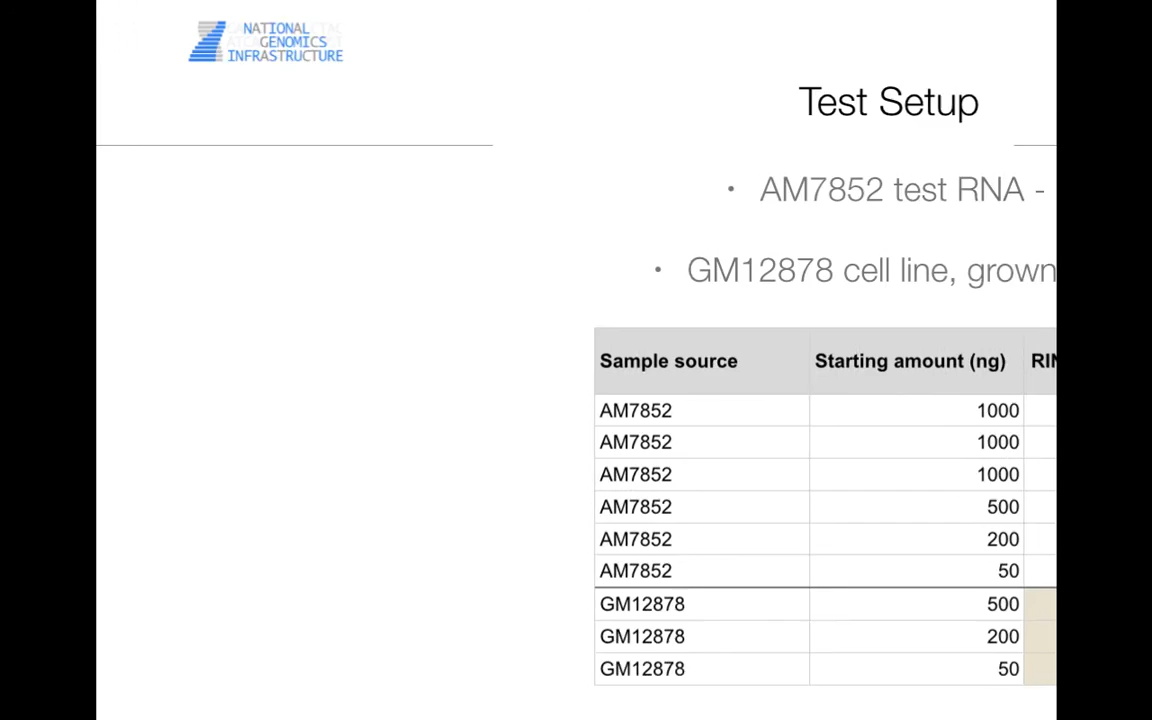 NATIONAL
GENOMICS
INFRASTRUCTURE
Test Setup
• AM7852 test RNA -
• GM12878 cell line, grown
Sample source Starting amount (ng)
AM7852 1000
AM7852 1000
AM7852 1000
AM7852 500
AM7852 200
AM7852 50
GM12878 500
GM12878 200
GM12878 50